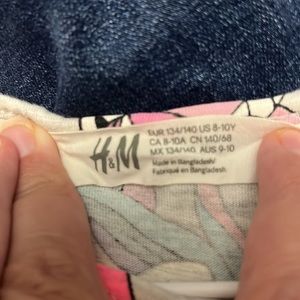 H&M
EUR 134/140 US 8-10Y
CA 8-10A CN 140/68
MX 134/140 AUS 9-10
Made in Bangladesh/
Fabriqué en Bangladesh